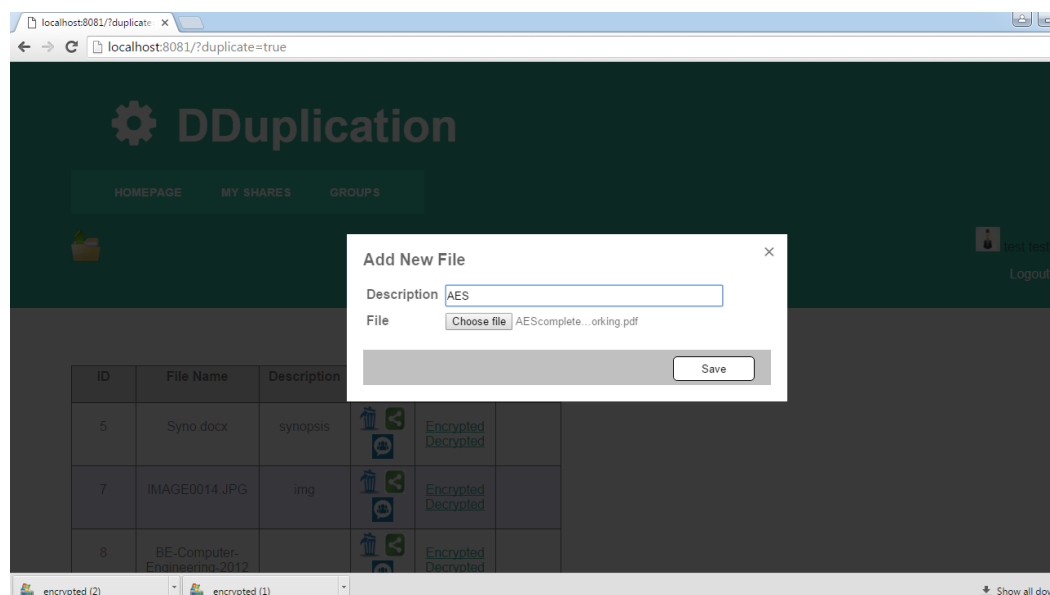 localhost:8081/?duplicate
localhost:8081/?duplicate=true
DDuplication
HOMEPAGE MY SHARES GROUPS
test test
Logout
Add New File
Description AES
File Choose file AEScomplete...orking.pdf
Save
ID File Name Description
5 Syno.docx synopsis Encrypted
Decrypted
7 IMAGE0014.JPG img Encrypted
Decrypted
8 BE-Computer- Encrypted
Engineering-2012 Decrypted
encrypted (2) encrypted (1) Show all